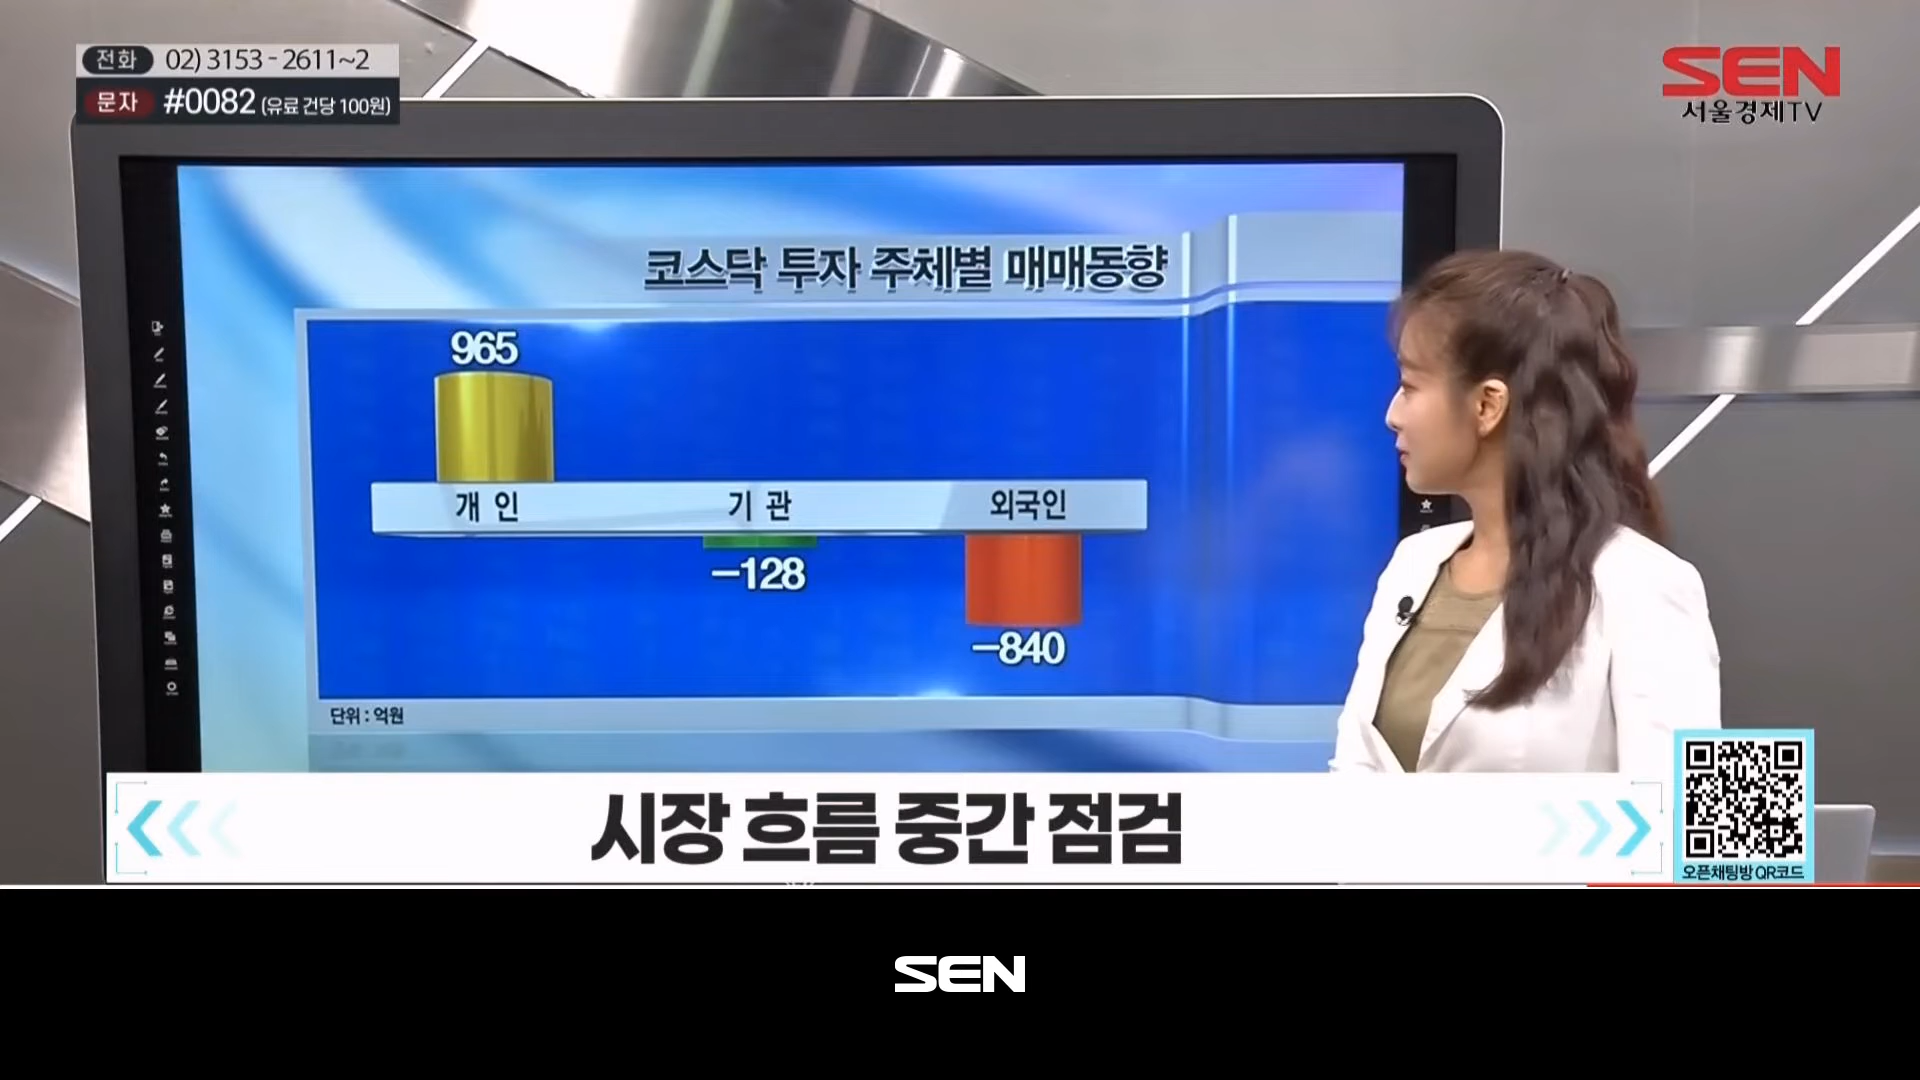 전화 02) 3153 - 2611~2
문자 #0082 (유료 건당 100원)
SEN
서울경제TV
코스닥 투자 주체별 매매동향
965
개 인 기 관 외국인
-128
-840
단위 : 억원
시장 흐름 중간 점검
오픈채팅방 QR코드
SEN